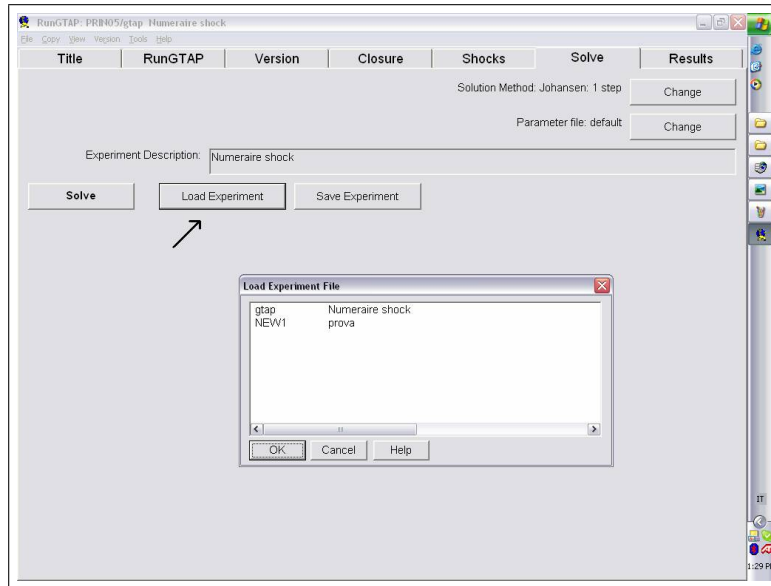 RunGTAP: PRIN05/gtap Numeraire shock
File Copy View Version Tools Help
Title RunGTAP Version Closure Shocks Solve Results
Solution Method: Johansen: 1 step Change
Parameter file: default Change
Experiment Description: Numeraire shock
Solve Load Experiment Save Experiment
Load Experiment File
gtap Numeraire shock
NEW1 prova
OK Cancel Help
IT
1:29 P